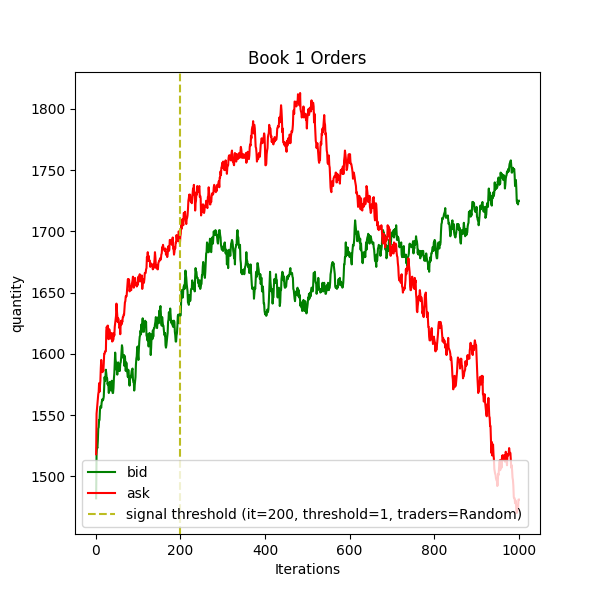 Book 1 Orders
quantity
1800
1750
1700
1650
1600
1550
1500
bid
ask
signal threshold (it=200, threshold=1, traders=Random)
0 200 400 600 800 1000
Iterations